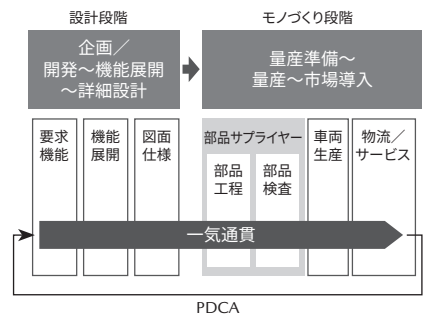 設計段階
モノづくり段階
企画／
開発～機能展開
～詳細設計
量産準備～
量産～市場導入
要求
機能
機能
展開
図面
仕様
部品サプライヤー
部品
工程
部品
検査
車両
生産
物流／
サービス
一気通貫
PDCA